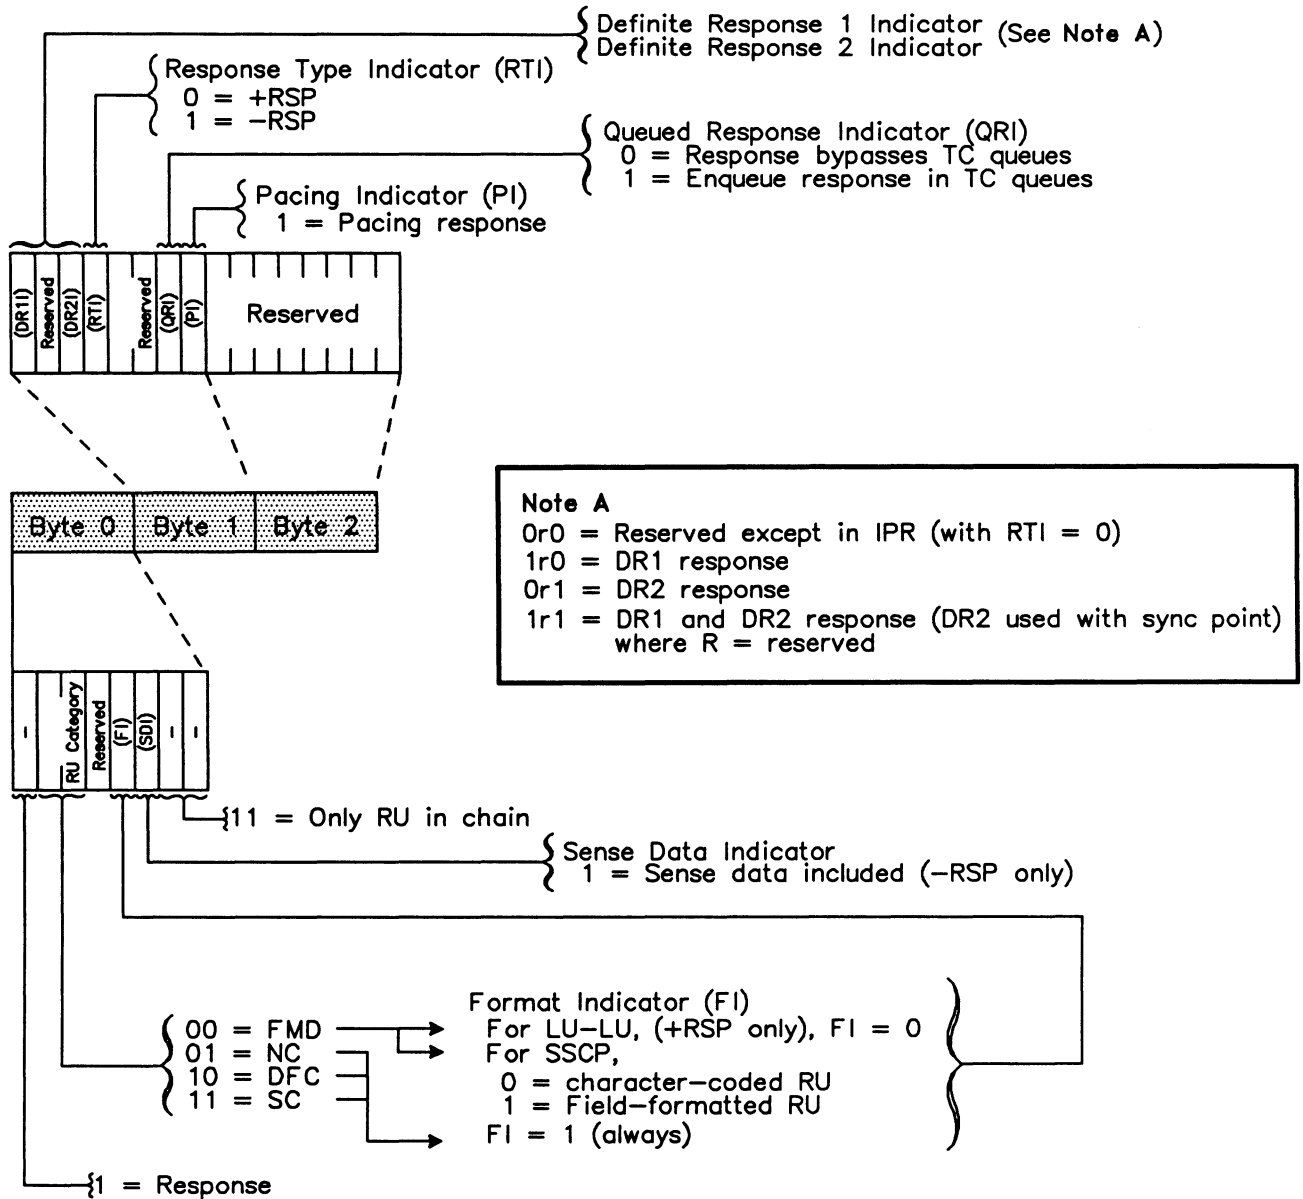 Definite Response 1 Indicator (See Note A)
Definite Response 2 Indicator
Response Type Indicator (RTI)
0 = +RSP
1 = −RSP
Queued Response Indicator (QRI)
0 = Response bypasses TC queues
1 = Enqueue response in TC queues
Pacing Indicator (PI)
1 = Pacing response
(DR1I)
Reserved
(DR2I)
(RTI)
Reserved
(QRI)
(PI)
Reserved
Byte 0
Byte 1
Byte 2
Note A
0r0 = Reserved except in IPR (with RTI = 0)
1r0 = DR1 response
0r1 = DR2 response
1r1 = DR1 and DR2 response (DR2 used with sync point)
where R = reserved
−
RU Category
Reserved
(FI)
(SDI)
−
−
11 = Only RU in chain
Sense Data Indicator
1 = Sense data included (−RSP only)
Format Indicator (FI)
00 = FMD
01 = NC
10 = DFC
11 = SC
For LU−LU, (+RSP only), FI = 0
For SSCP,
0 = character−coded RU
1 = Field−formatted RU
FI = 1 (always)
1 = Response